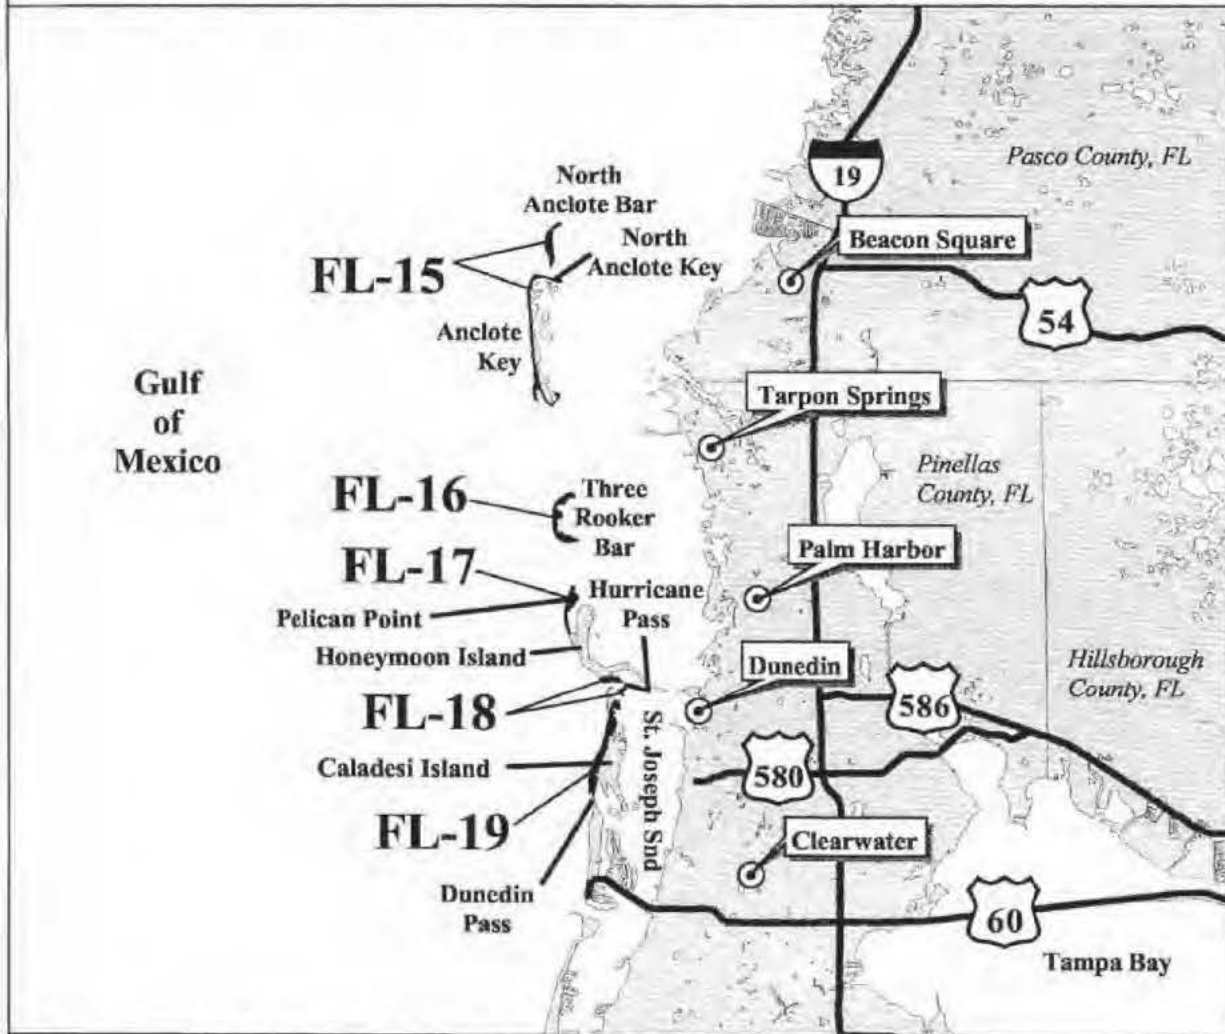 Pasco County, FL
19
North
Anclote Bar
North
Anclote Key
Beacon Square
FL-15
54
Anclote
Key
Gulf
of
Mexico
Tarpon Springs
Pinellas
County, FL
FL-16
Three
Rooker
Bar
Palm Harbor
FL-17
Hurricane
Pass
Pelican Point
Honeymoon Island
Dunedin
Hillsborough
County, FL
FL-18
586
St. Joseph Snd
Caladesi Island
580
FL-19
Clearwater
Dunedin
Pass
60
Tampa Bay